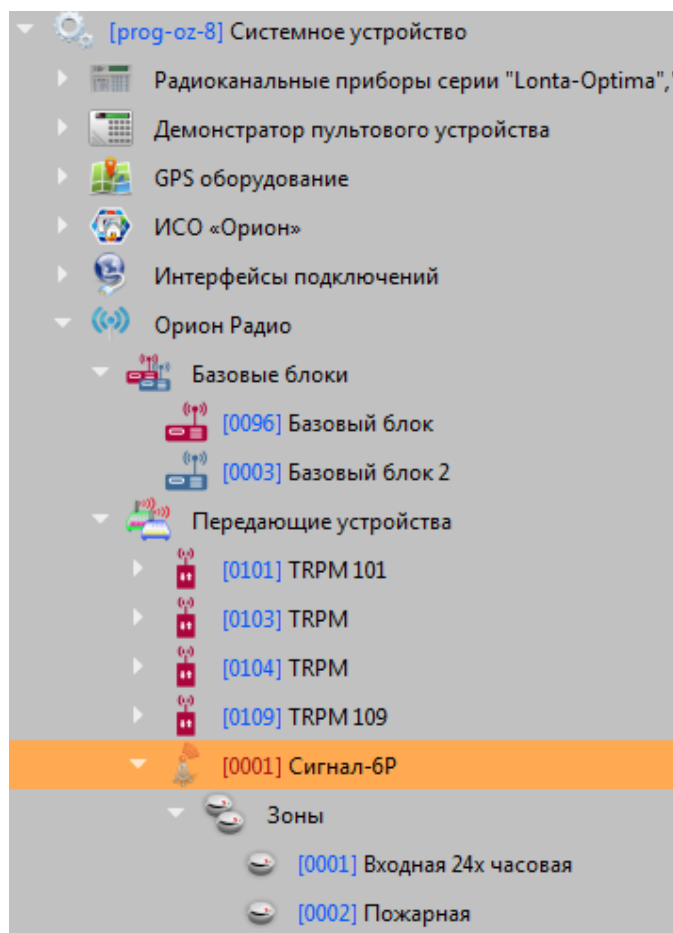 [prog-oz-8] Системное устройство
Радиоканальные приборы серии "Lonta-Optima","
Демонстратор пультового устройства
GPS оборудование
ИСО «Орион»
Интерфейсы подключений
Орион Радио
Базовые блоки
[0096] Базовый блок
[0003] Базовый блок 2
Передающие устройства
[0101] TRPM 101
[0103] TRPM
[0104] TRPM
[0109] TRPM 109
[0001] Сигнал-6Р
Зоны
[0001] Входная 24х часовая
[0002] Пожарная